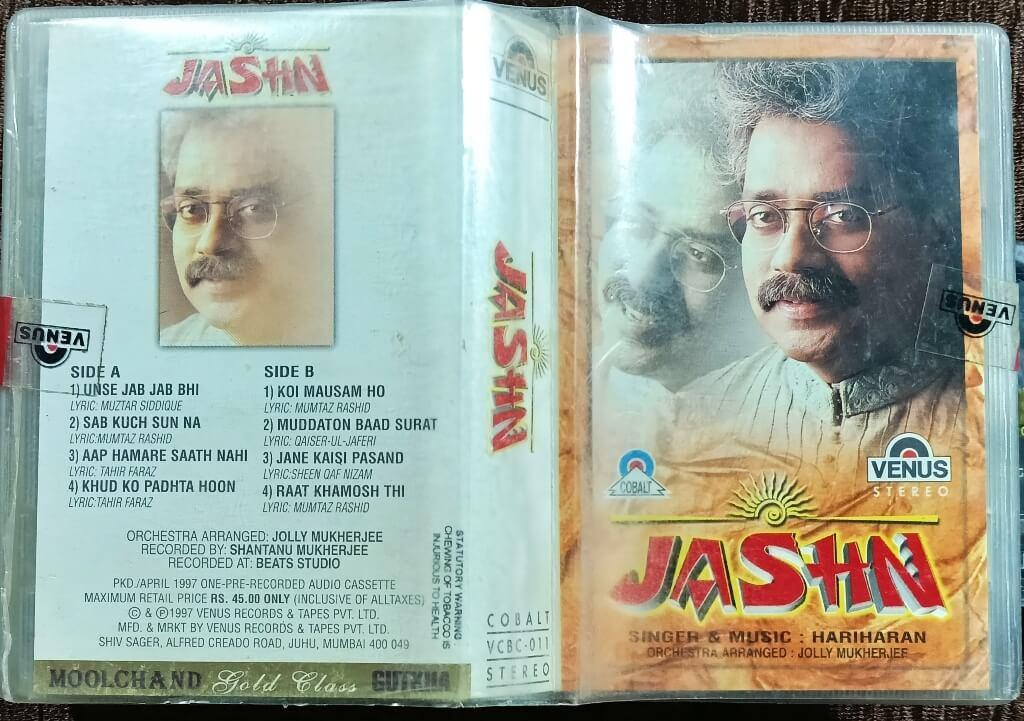 JASHN
VENUS
SIDE A
1) UNSE JAB JAB BHI
LYRIC: MUZTAR SIDDIQUE
2) SAB KUCH SUN NA
LYRIC:MUMTAZ RASHID
3) AAP HAMARE SAATH NAHI
LYRIC: TAHIR FARAZ
4) KHUD KO PADHTA HOON
LYRIC:TAHIR FARAZ
SIDE B
1) KOI MAUSAM HO
LYRIC: MUMTAZ RASHID
2) MUDDATON BAAD SURAT
LYRIC: QAISER-UL-JAFERI
3) JANE KAISI PASAND
LYRIC:SHEEN QAF NIZAM
4) RAAT KHAMOSH THI
LYRIC: MUMTAZ RASHID
ORCHESTRA ARRANGED: JOLLY MUKHERJEE
RECORDED BY: SHANTANU MUKHERJEE
RECORDED AT: BEATS STUDIO
PKD./APRIL 1997 ONE-PRE-RECORDED AUDIO CASSETTE
MAXIMUM RETAIL PRICE RS. 45.00 ONLY (INCLUSIVE OF ALLTAXES)
© & ℗1997 VENUS RECORDS & TAPES PVT. LTD.
MFD. & MRKT BY VENUS RECORDS & TAPES PVT. LTD.
SHIV SAGER, ALFRED CREADO ROAD, JUHU, MUMBAI 400 049
STATUTORY WARNING :
CHEWING OF TOBACOO IS
INJURIOUS TO HEALTH
MOOLCHAND Gold Class GUTKHA
VENUS
JASHN
COBALT
VCBC-011
STEREO
VENUS
COBALT
VENUS
STEREO
JASHN
SINGER & MUSIC : HARIHARAN
ORCHESTRA ARRANGED : JOLLY MUKHERJEE